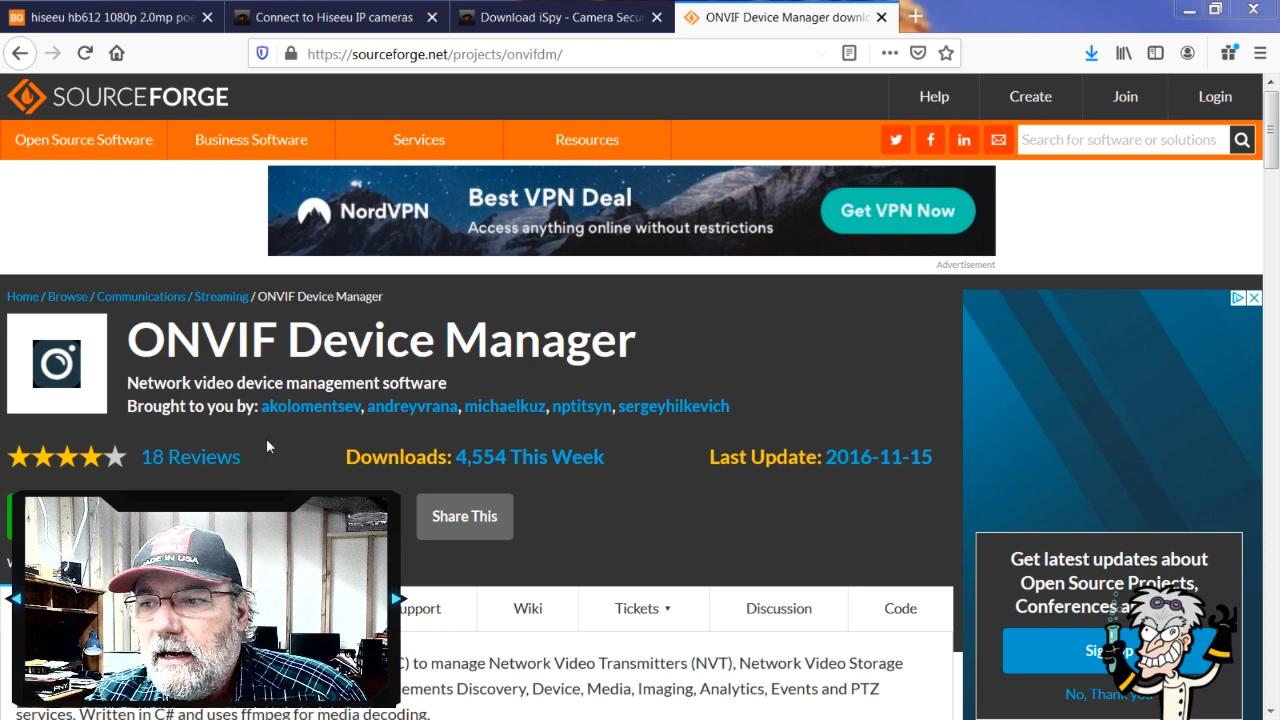 hiseeu hb612 1080p 2.0mp poe
Connect to Hiseeu IP cameras
Download iSpy - Camera Secur
ONVIF Device Manager downlo
https://sourceforge.net/projects/onvifdm/
SOURCEFORGE
Help
Create
Join
Login
Open Source Software
Business Software
Services
Resources
Search for software or solutions
NordVPN
Best VPN Deal
Access anything online without restrictions
Get VPN Now
Advertisement
Home / Browse / Communications / Streaming / ONVIF Device Manager
ONVIF Device Manager
Network video device management software
Brought to you by: akolomentsev, andreyvrana, michaelkuz, nptitsyn, sergeyhilkevich
18 Reviews
Downloads: 4,554 This Week
Last Update: 2016-11-15
Share This
MADE IN USA
upport
Wiki
Tickets
Discussion
Code
C) to manage Network Video Transmitters (NVT), Network Video Storage
ements Discovery, Device, Media, Imaging, Analytics, Events and PTZ
services. Written in C# and uses ffmpeg for media decoding.
Get latest updates about
Open Source Projects,
Conferences
No, Thank